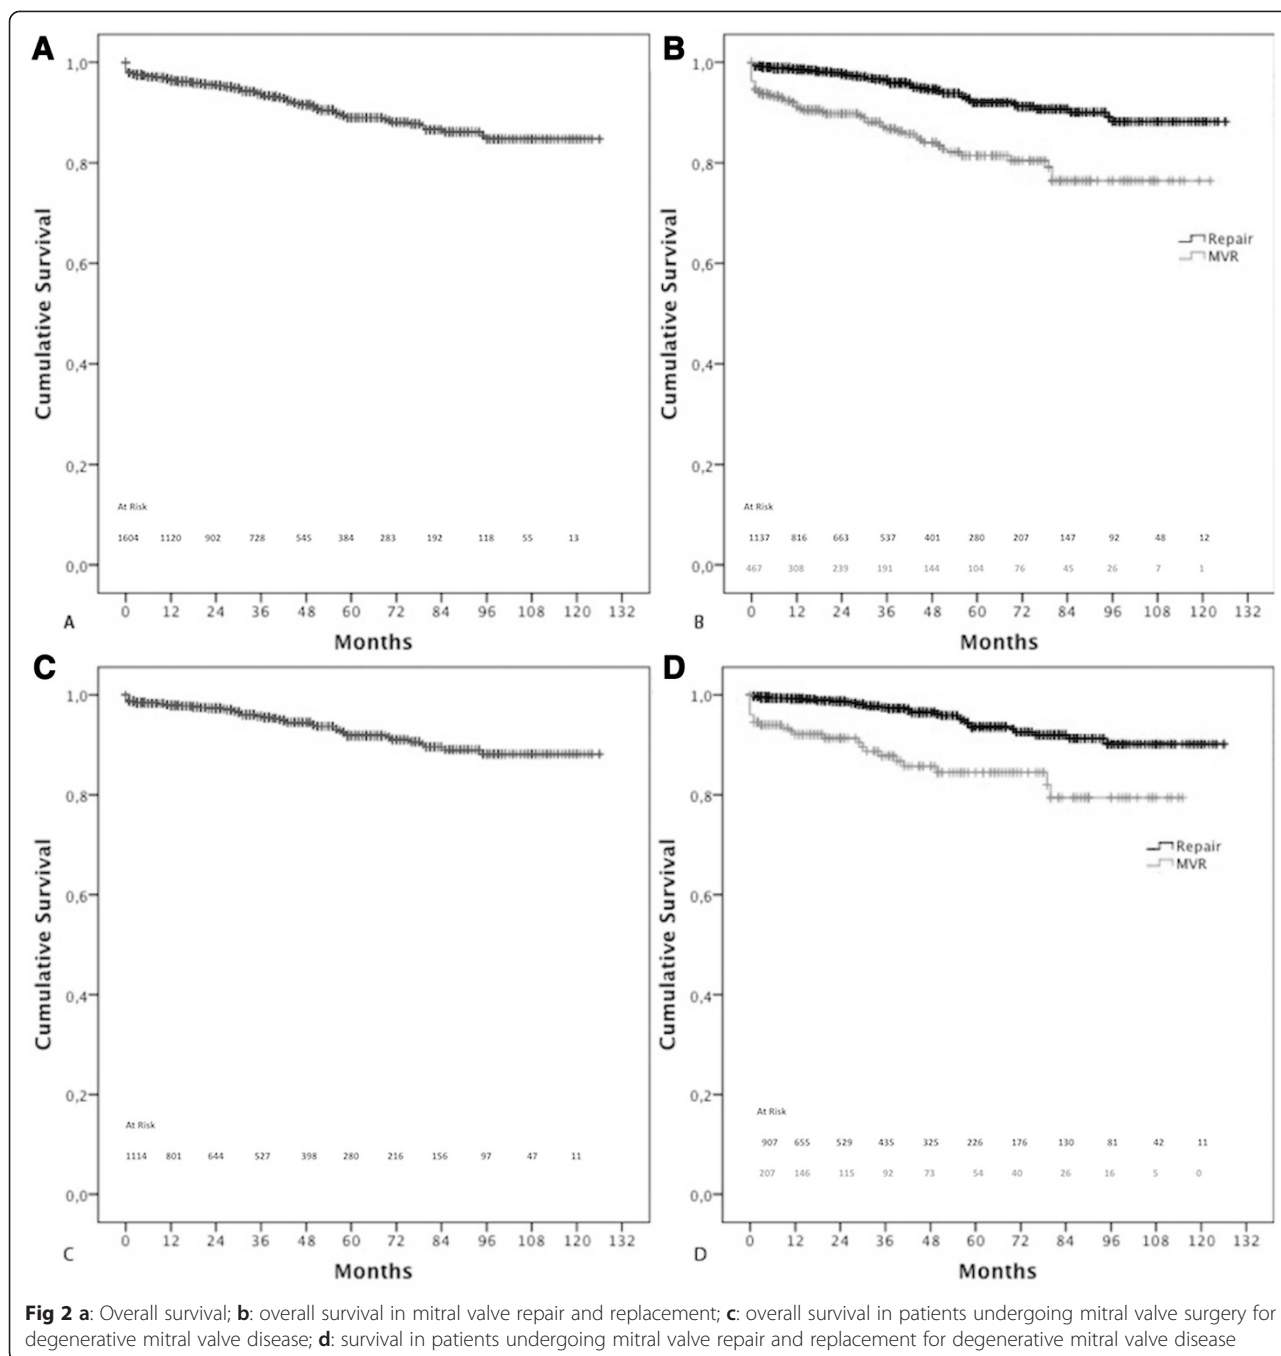 A
B
1,0
0,8
0,6
0,4
0,2
0,0
Cumulative Survival
At Risk
1604 1120 902 728 545 384 283 192 118 55 13
0 12 24 36 48 60 72 84 96 108 120 132
A
Months
1,0
0,8
0,6
0,4
0,2
0,0
Cumulative Survival
Repair
MVR
At Risk
1137 816 663 537 401 280 207 147 92 48 12
467 308 239 191 144 104 76 45 26 7 1
0 12 24 36 48 60 72 84 96 108 120 132
B
Months
C
D
1,0
0,8
0,6
0,4
0,2
0,0
Cumulative Survival
At Risk
1114 801 644 527 398 280 216 156 97 47 11
0 12 24 36 48 60 72 84 96 108 120 132
C
Months
1,0
0,8
0,6
0,4
0,2
0,0
Cumulative Survival
Repair
MVR
At Risk
907 655 529 435 325 226 176 130 81 42 11
207 146 115 92 73 54 40 26 16 5 0
0 12 24 36 48 60 72 84 96 108 120 132
D
Months
Fig 2 a: Overall survival; b: overall survival in mitral valve repair and replacement; c: overall survival in patients undergoing mitral valve surgery for
degenerative mitral valve disease; d: survival in patients undergoing mitral valve repair and replacement for degenerative mitral valve disease